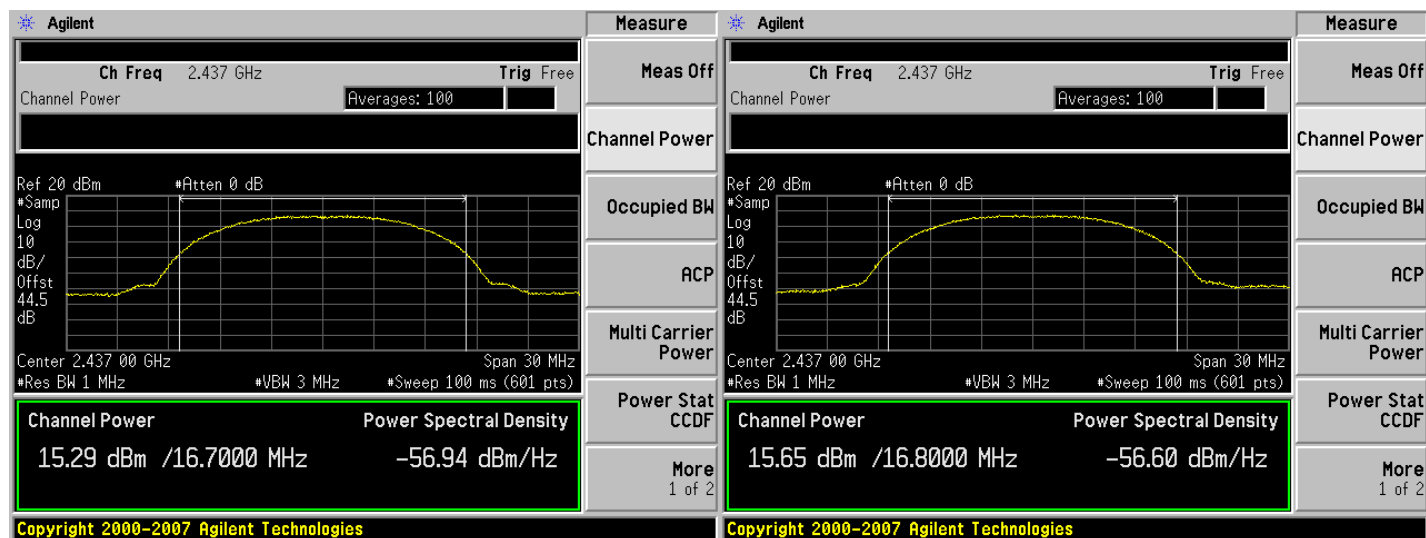 Agilent
Measure
Ch Freq 2.437 GHz
Trig Free
Channel Power
Averages: 100
Ref 20 dBm
#Atten 0 dB
#Samp
Log
10
dB/
Offst
44.5
dB
Center 2.437 00 GHz
Span 30 MHz
#Res BW 1 MHz
#VBW 3 MHz
#Sweep 100 ms (601 pts)
Channel Power
Power Spectral Density
15.29 dBm /16.7000 MHz
-56.94 dBm/Hz
Meas Off
Channel Power
Occupied BW
ACP
Multi Carrier
Power
Power Stat
CCDF
More
1 of 2
Copyright 2000-2007 Agilent Technologies
Agilent
Measure
Ch Freq 2.437 GHz
Trig Free
Channel Power
Averages: 100
Ref 20 dBm
#Atten 0 dB
#Samp
Log
10
dB/
Offst
44.5
dB
Center 2.437 00 GHz
Span 30 MHz
#Res BW 1 MHz
#VBW 3 MHz
#Sweep 100 ms (601 pts)
Channel Power
Power Spectral Density
15.65 dBm /16.8000 MHz
-56.60 dBm/Hz
Meas Off
Channel Power
Occupied BW
ACP
Multi Carrier
Power
Power Stat
CCDF
More
1 of 2
Copyright 2000-2007 Agilent Technologies